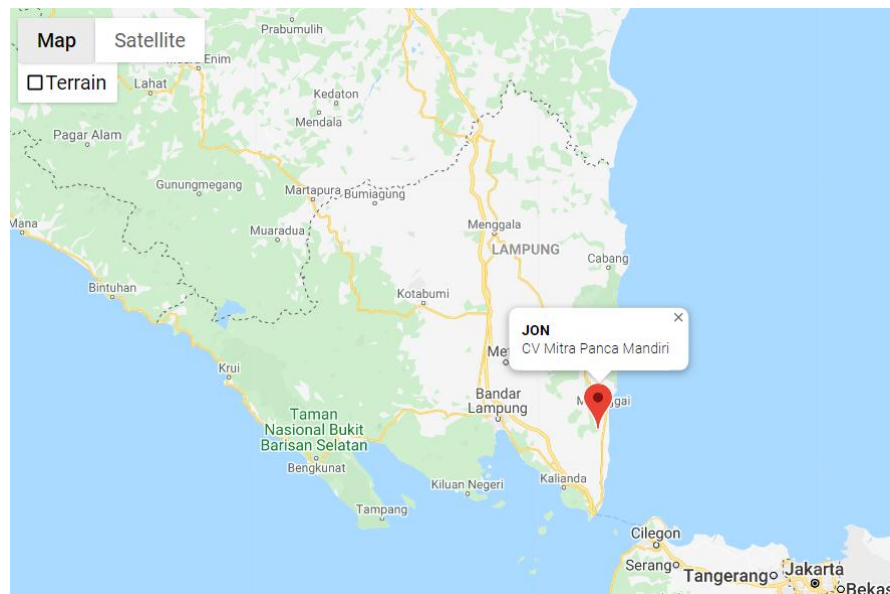 Map
Satellite
Terrain
Prabumulih
Enim
Lahat
Kedaton
Mendala
Pagar Alam
Gunungmegang
Martapura
Bumiagung
Mana
Muaradua
Menggala
LAMPUNG
Cabang
Bintuhan
Kotabumi
JON
CV Mitra Panca Mandiri
Krui
Bandar
Lampung
Taman
Nasional Bukit
Barisan Selatan
Bengkunat
Kiluan Negeri
Kalianda
Tampang
Cilegon
Serang
Tangerang
Jakarta
Bekas